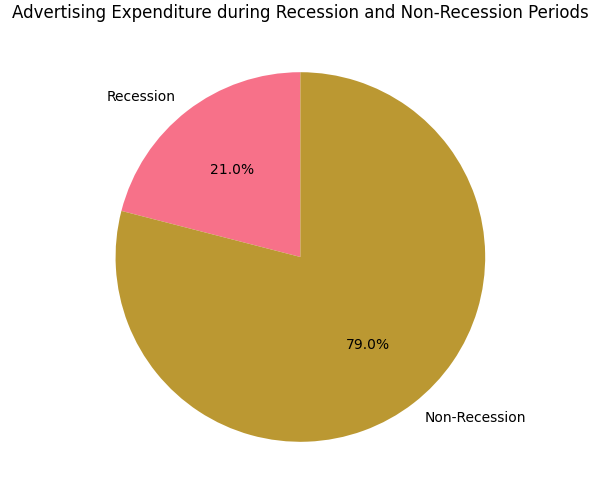 Advertising Expenditure during Recession and Non-Recession Periods
Recession
21.0%
79.0%
Non-Recession